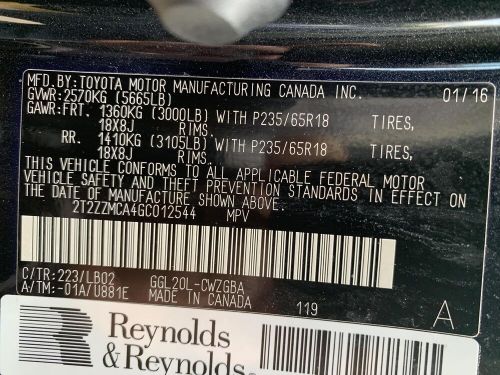 MFD.BY:TOYOTA MOTOR MANUFACTURING CANADA INC. 01/16
GVWR:2570KG (5665LB)
GAWR:FRT. 1360KG (3000LB) WITH P235/65R18 TIRES,
18X8J RIMS.
RR. 1410KG (3105LB) WITH P235/65R18 TIRES,
18X8J RIMS.
THIS VEHICLE CONFORMS TO ALL APPLICABLE FEDERAL MOTOR
VEHICLE SAFETY AND THEFT PREVENTION STANDARDS IN EFFECT ON
THE DATE OF MANUFACTURE SHOWN ABOVE.
2T2ZZMCA4GC012544 MPV
C/TR:223/LB02 GGL20L-CWZGBA
A/TM:-01A/U881E MADE IN CANADA 119 A
Reynolds
& Reynolds